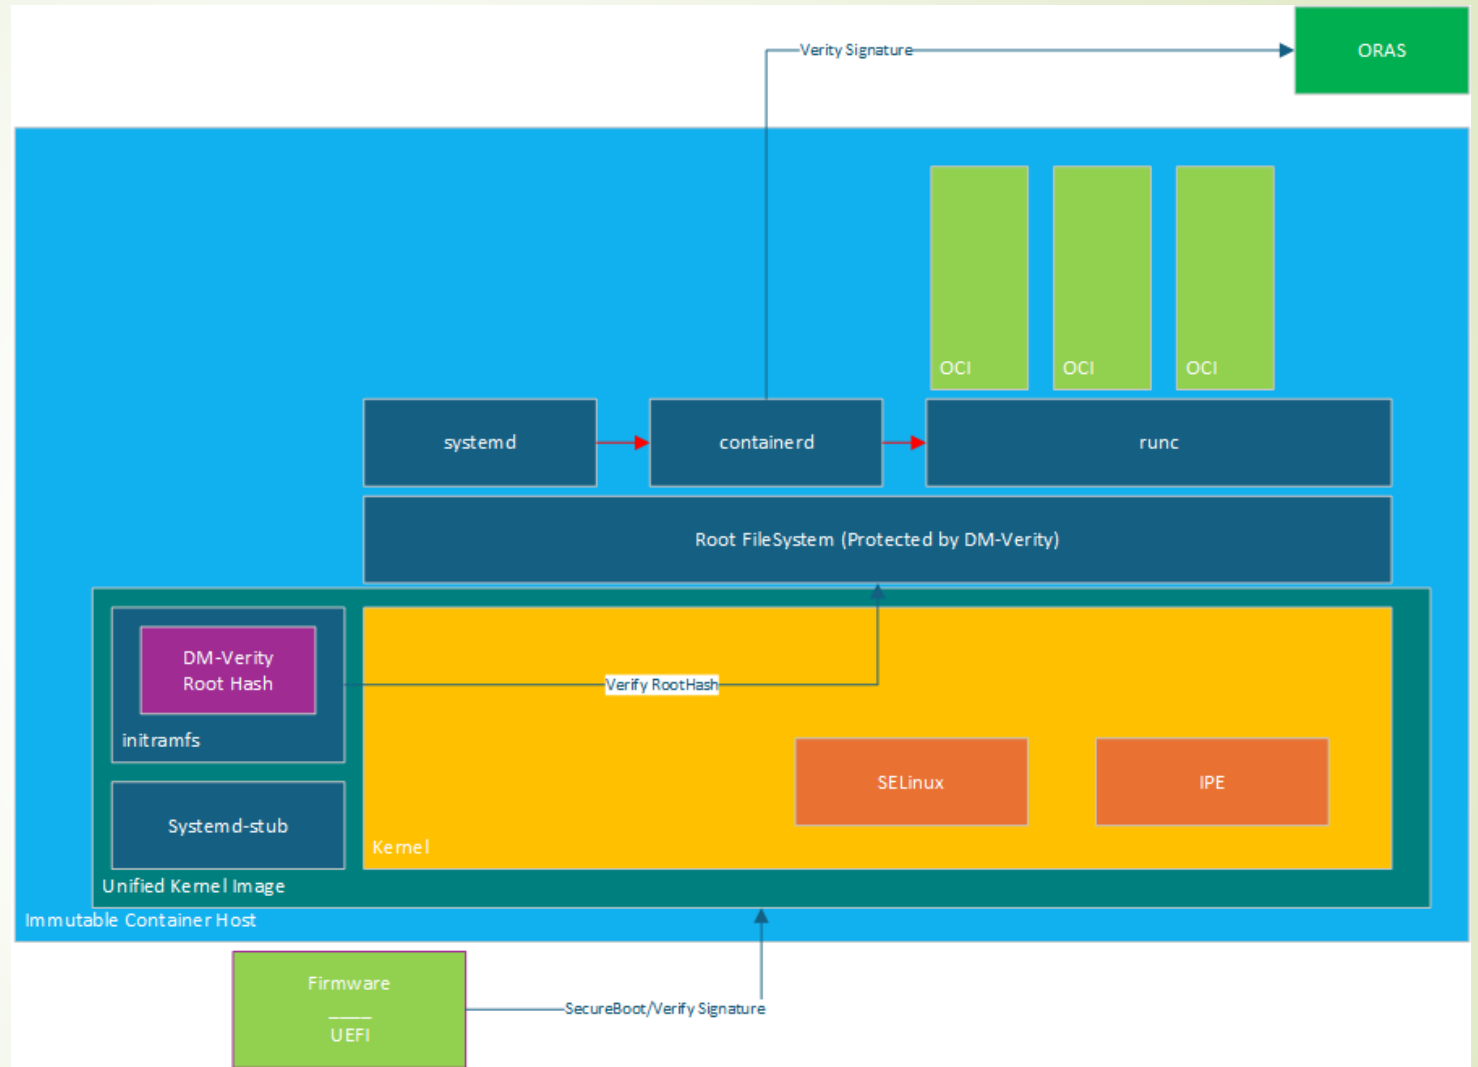 Verity Signature
ORAS
OCI
OCI
OCI
systemd
containerd
runc
Root FileSystem (Protected by DM-Verity)
DM-Verity
Root Hash
initramfs
Verify RootHash
SELinux
IPE
Systemd-stub
Kernel
Unified Kernel Image
Immutable Container Host
Firmware
____
UEFI
SecureBoot/Verify Signature